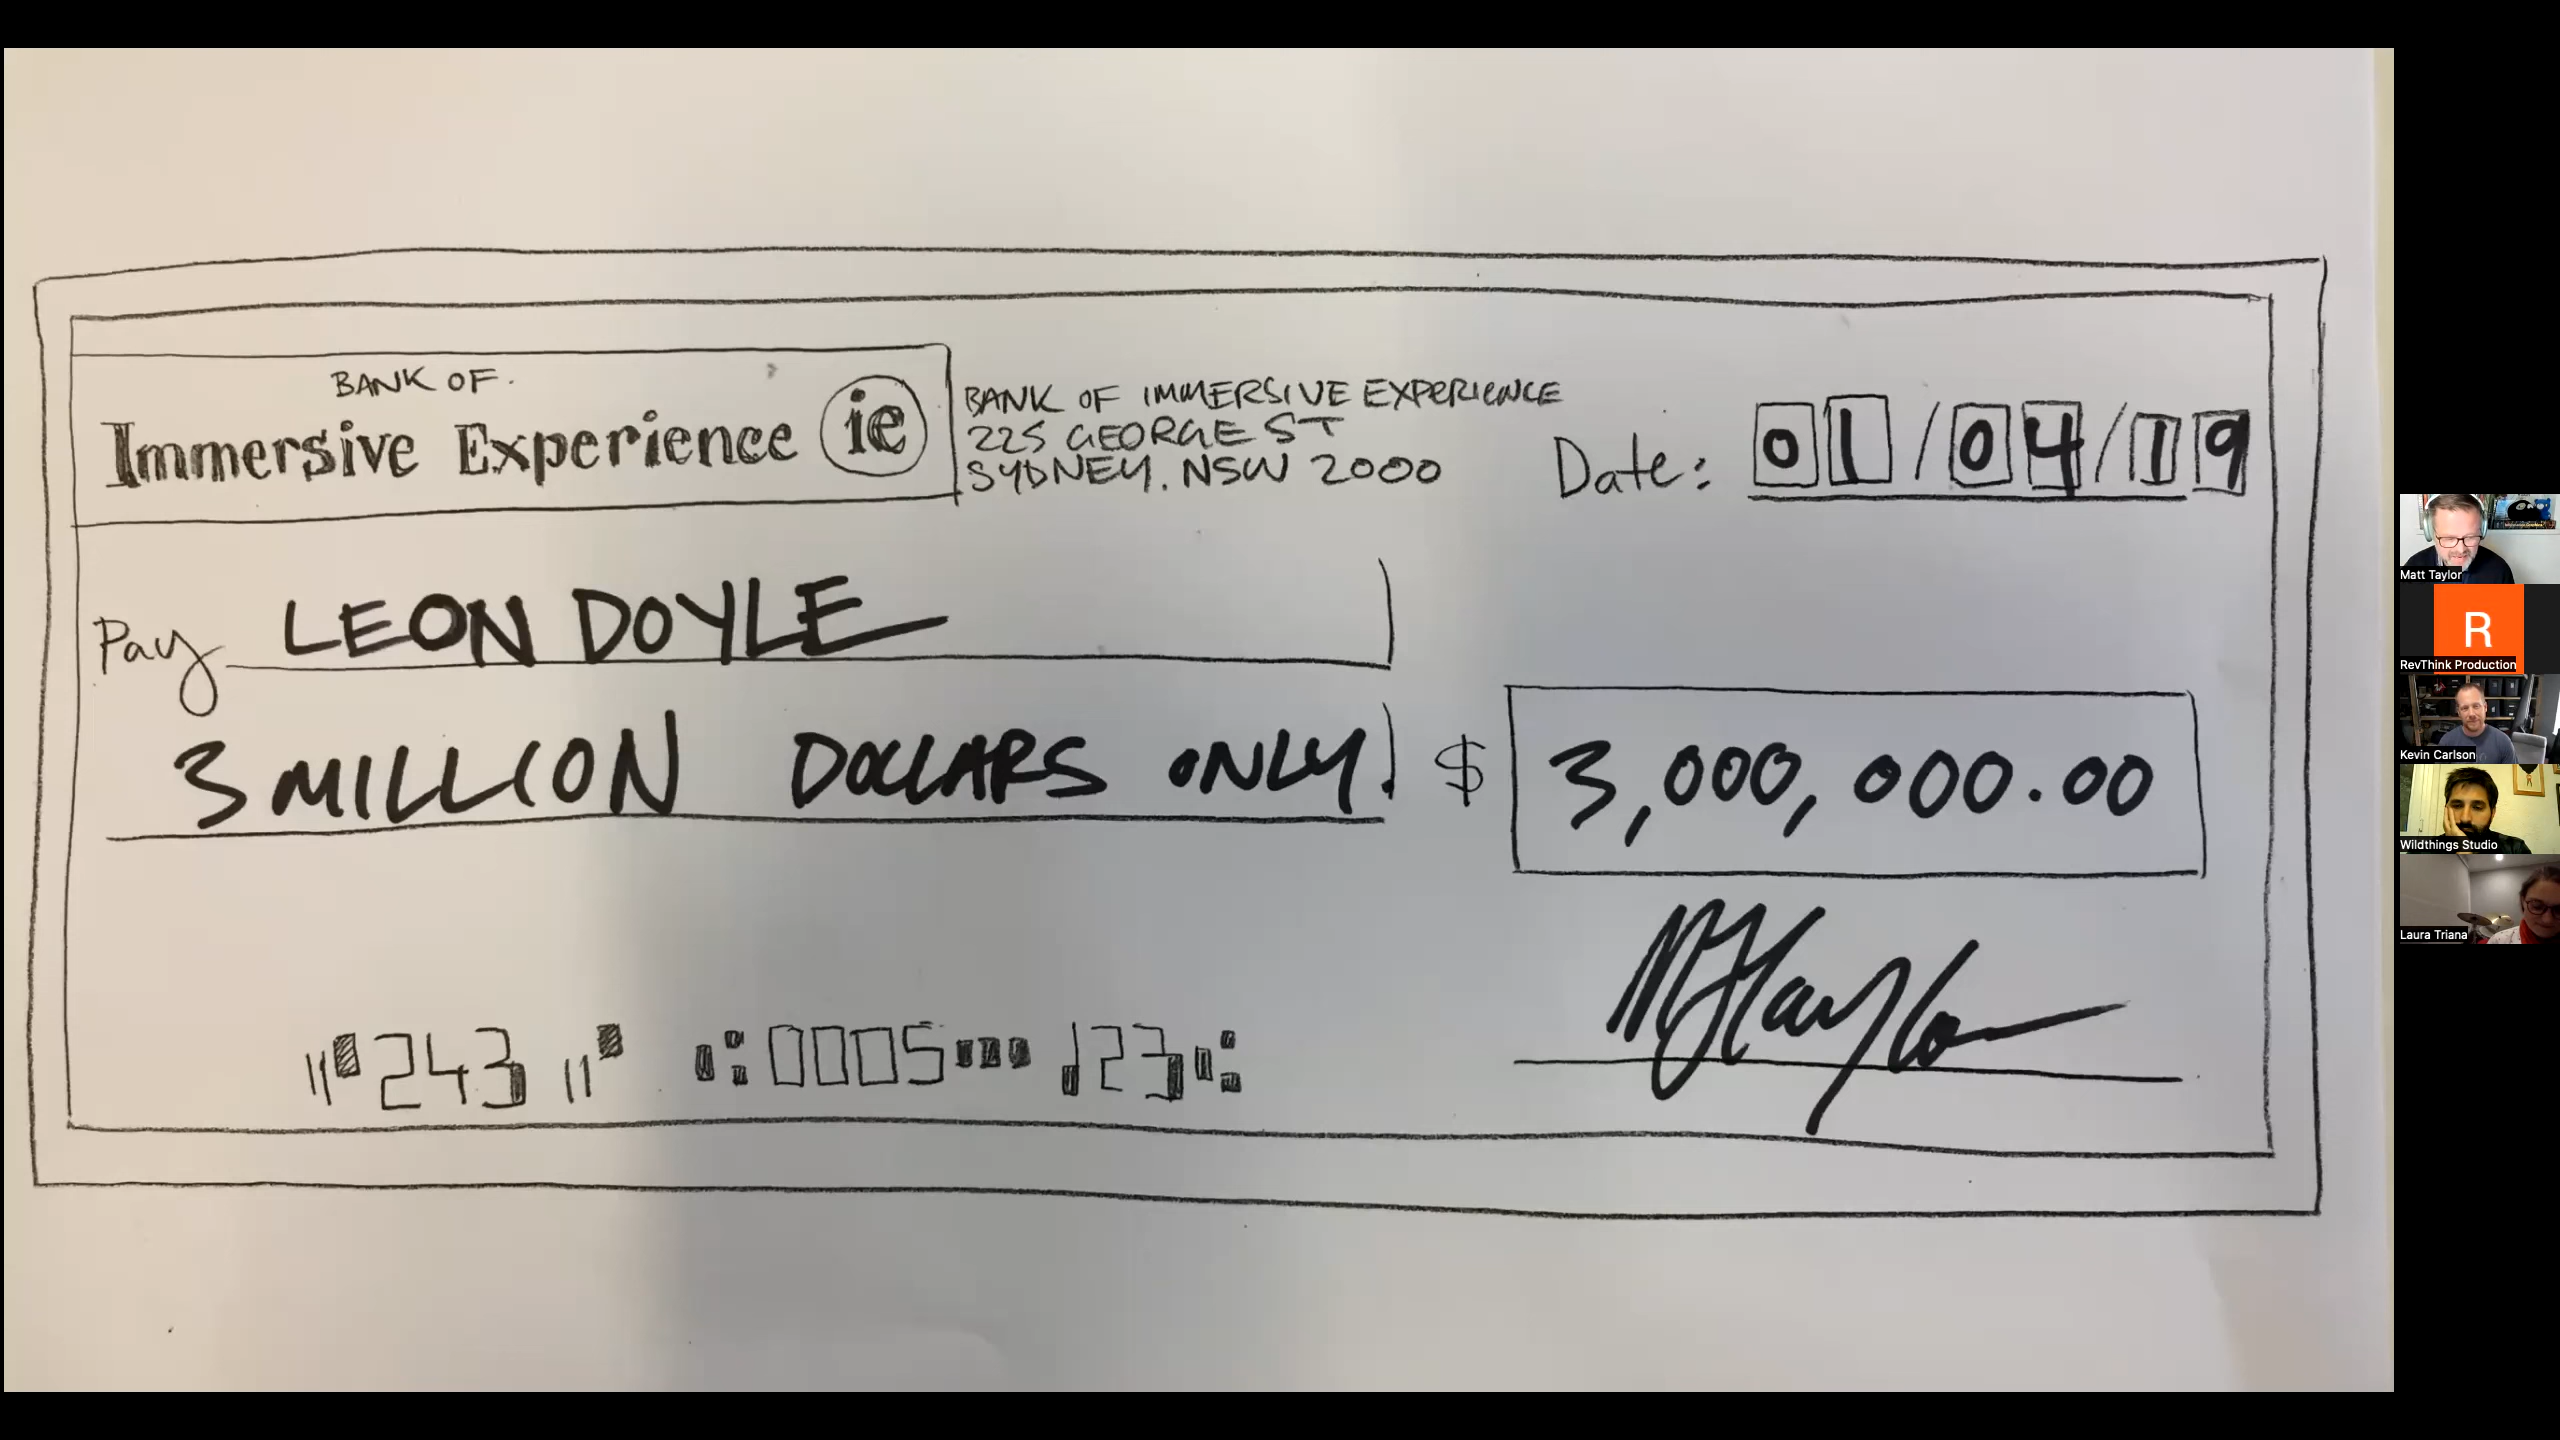 BANK OF.
Immersive Experience ie
BANK OF IMMERSIVE EXPERIENCE
225 GEORGE ST
SYDNEY. NSW 2000
Date: 01/04/19
Pay LEON DOYLE
3 MILLION DOLLARS ONLY! $ 3,000,000.00
MJTaylor
243 0005 123
Matt Taylor
R
RevThink Production
Kevin Carlson
Wildthings Studio
Laura Triana